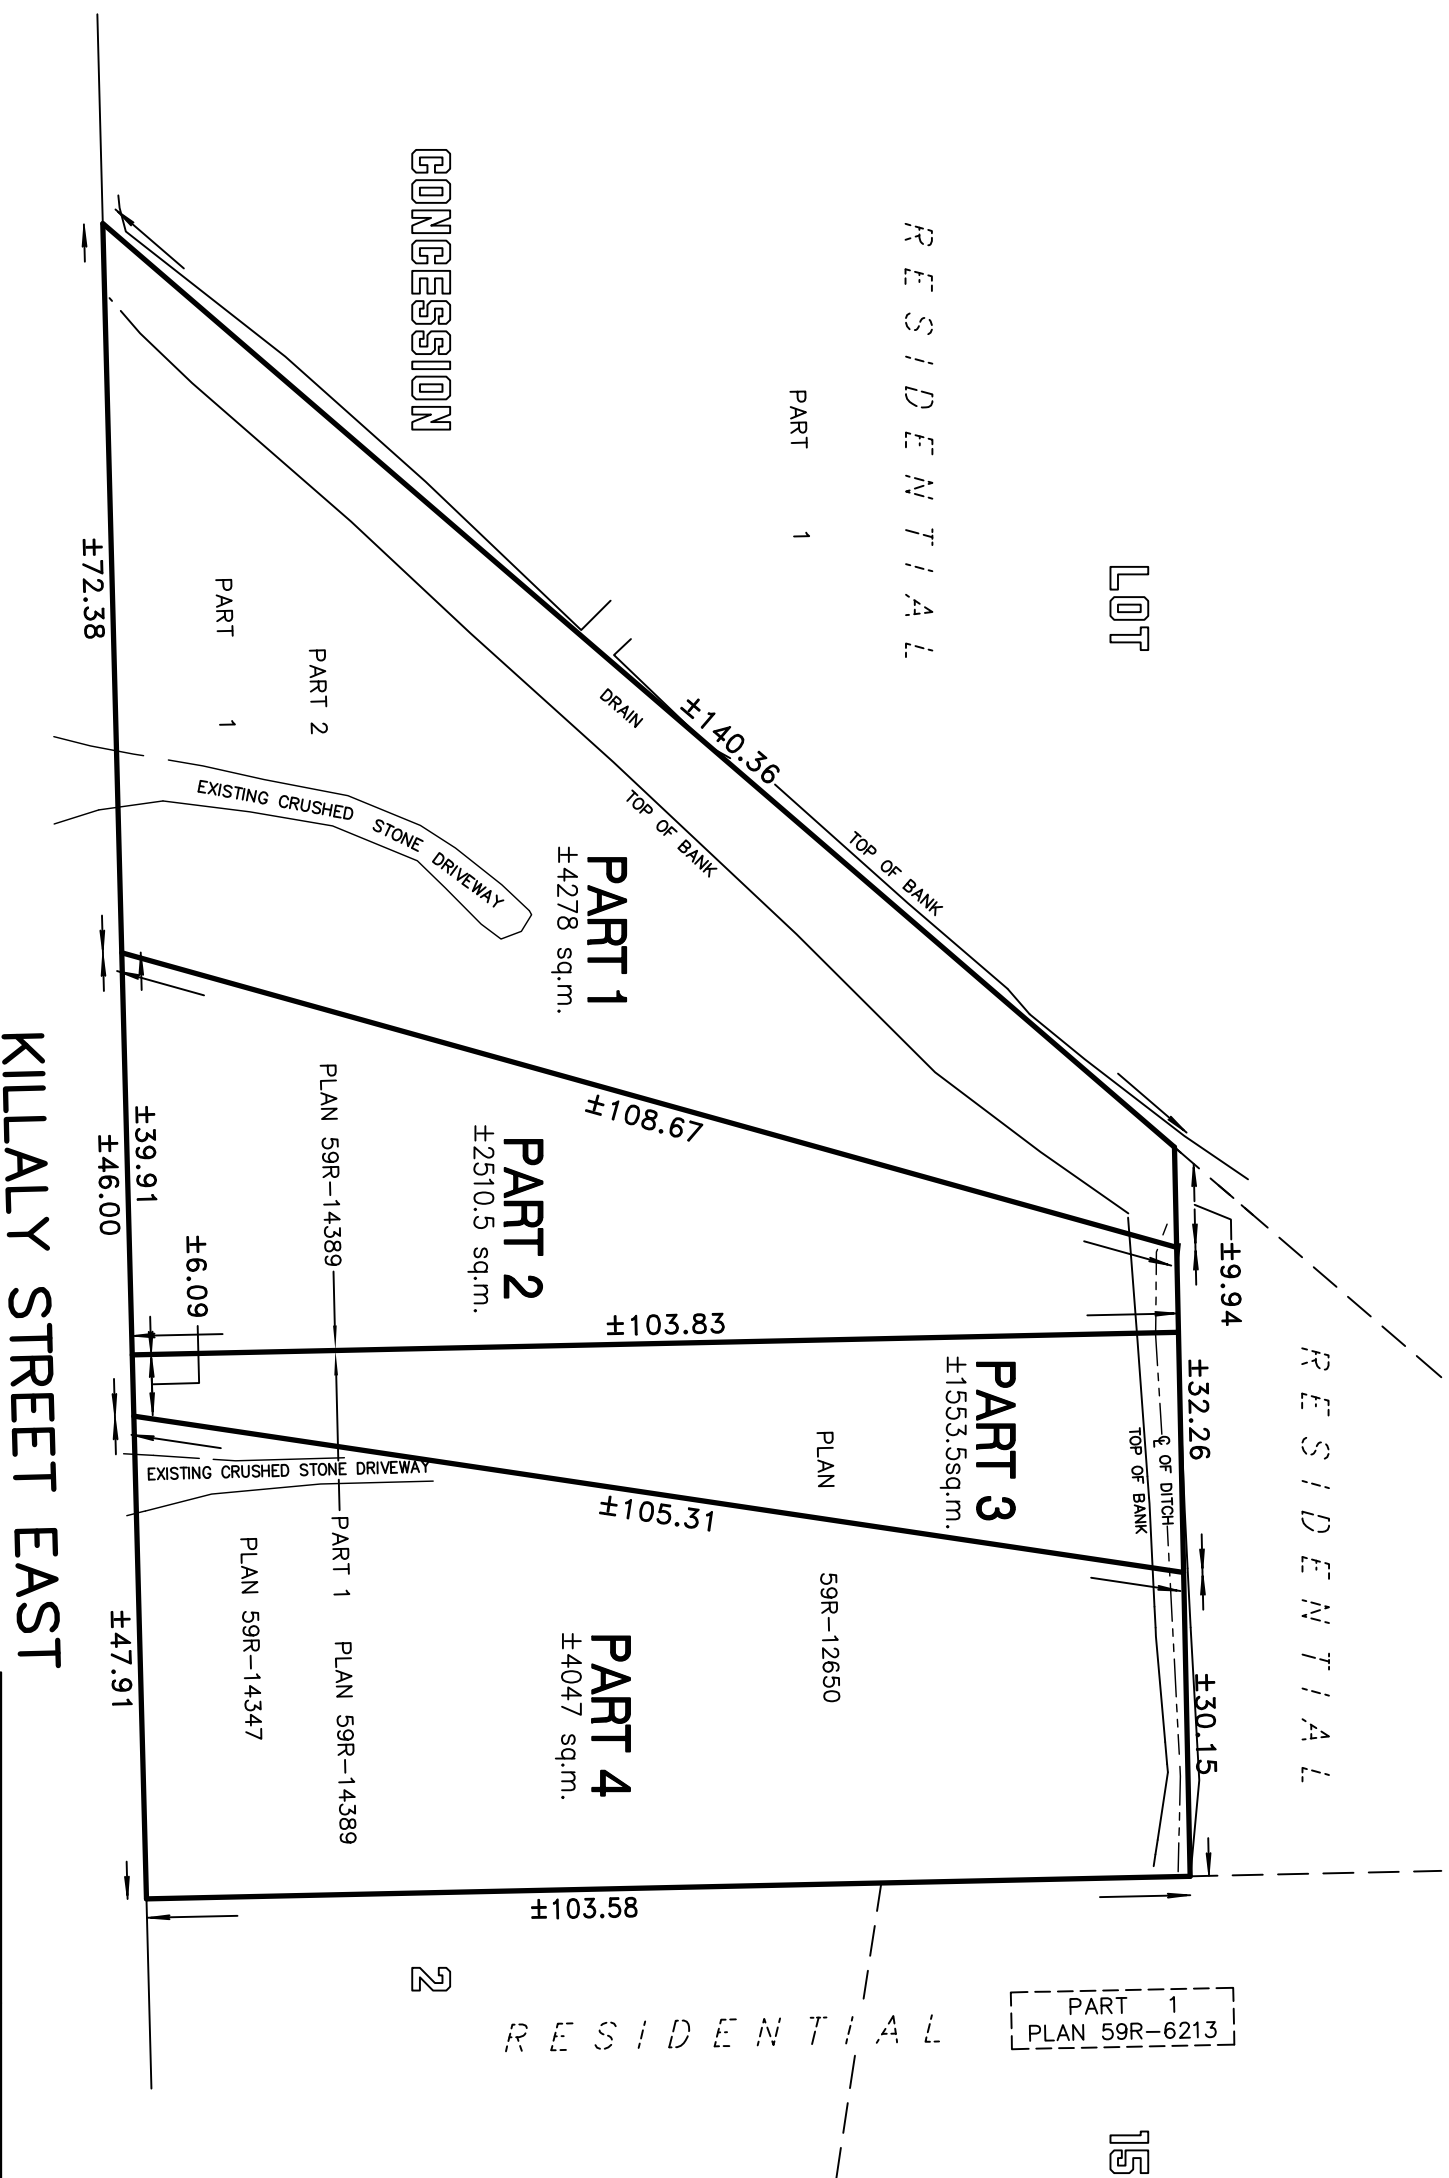 LOT
15
CONCESSION
2
RESIDENTIAL
PART 1
RESIDENTIAL
RESIDENTIAL
PART 1
PLAN 59R-6213
±140.36
TOP OF BANK
DRAIN
TOP OF BANK
±9.94
±32.26
±30.15
℄ OF DITCH
TOP OF BANK
PART 1
±4278 sq.m.
±108.67
PART 2
±2510.5 sq.m.
±103.83
PART 3
±1553.5sq.m.
±105.31
PART 4
±4047 sq.m.
±103.58
PLAN 59R-12650
PART 2
PART 1
EXISTING CRUSHED STONE DRIVEWAY
PLAN 59R-14389
PART 1 PLAN 59R-14389
PLAN 59R-14347
EXISTING CRUSHED STONE DRIVEWAY
±6.09
±39.91
±72.38
±46.00
±47.91
KILLALY STREET EAST